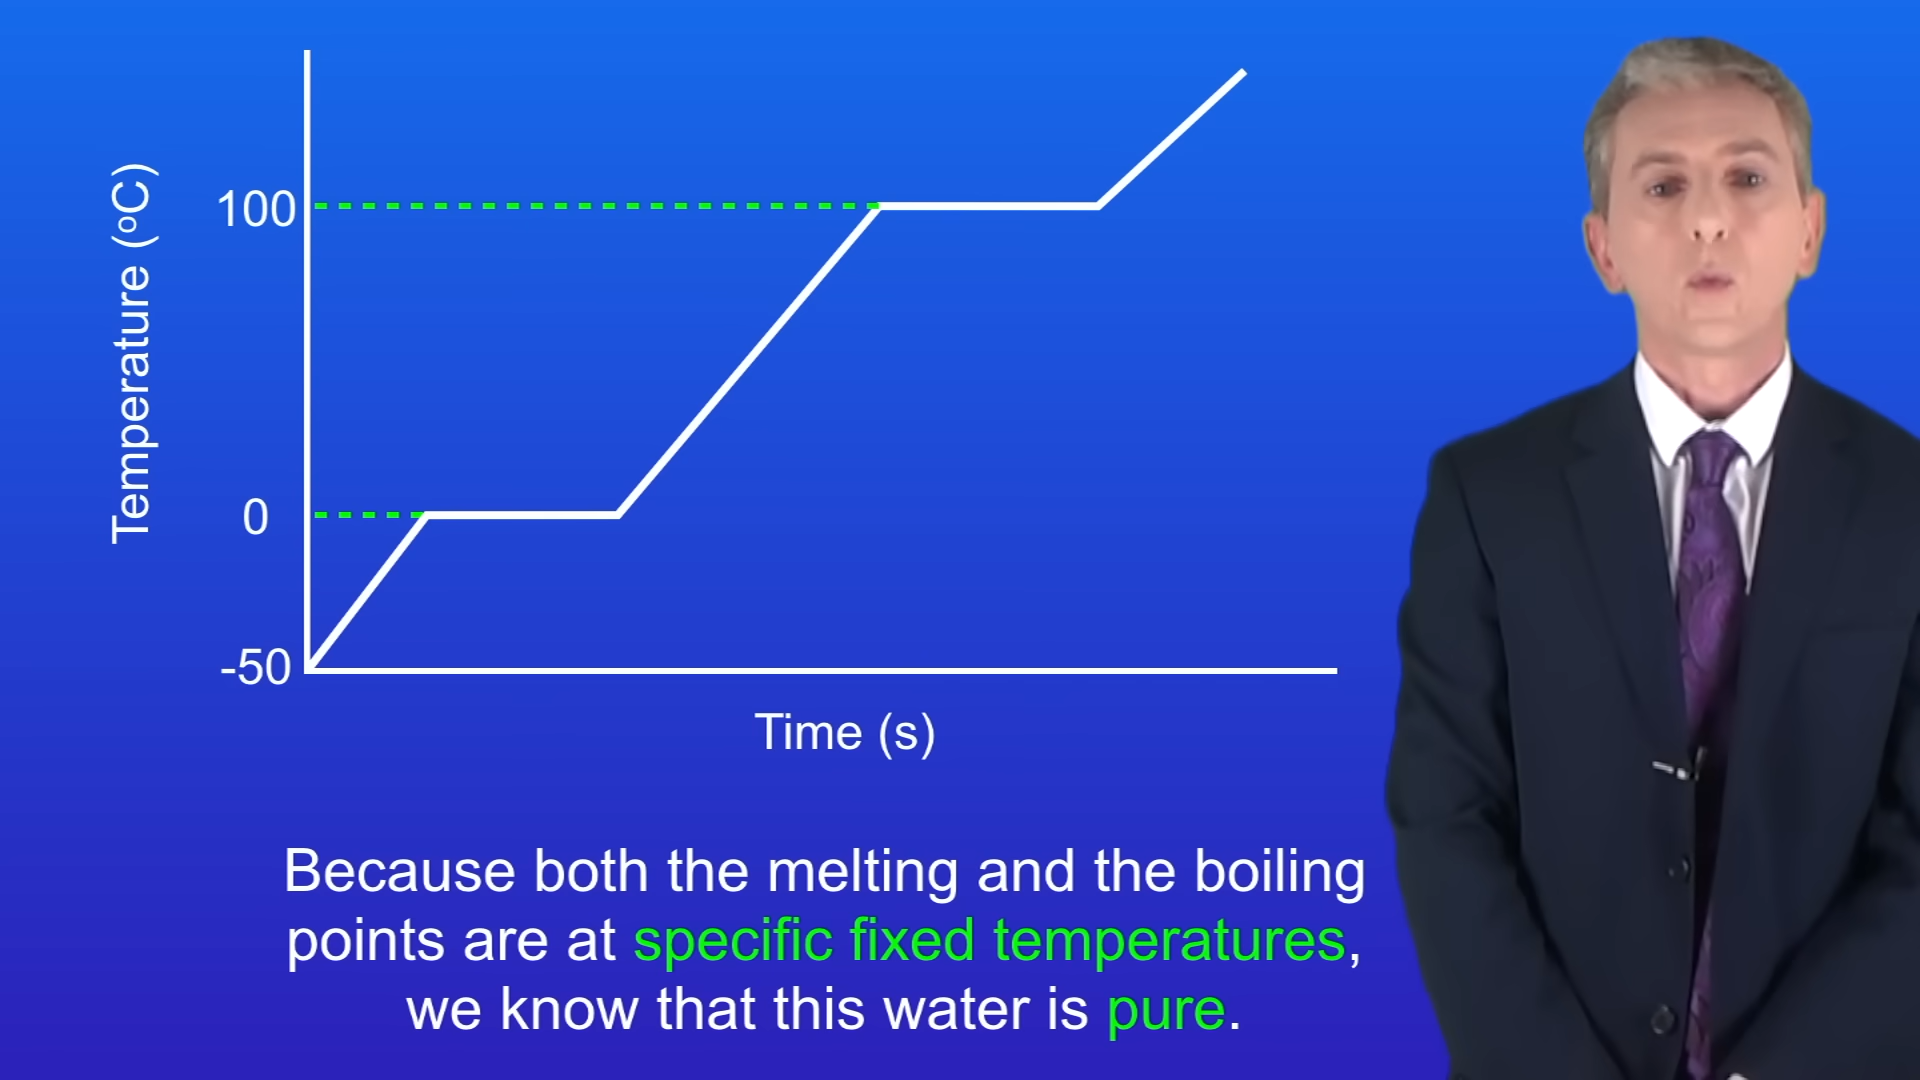 Temperature (oC)
100
0
-50
Time (s)
Because both the melting and the boiling
points are at specific fixed temperatures,
we know that this water is pure.